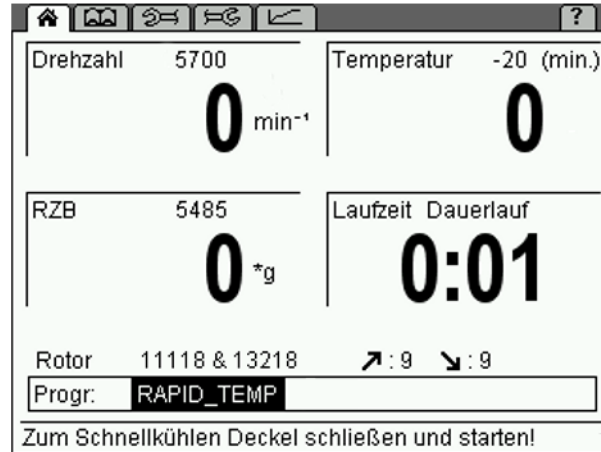 ?
Drehzahl 5700
0 min⁻¹
Temperatur -20 (min.)
0
RZB 5485
0 *g
Laufzeit Dauerlauf
0:01
Rotor 11118 & 13218 ↗: 9 ↘: 9
Progr: RAPID_TEMP
Zum Schnellkühlen Deckel schließen und starten!